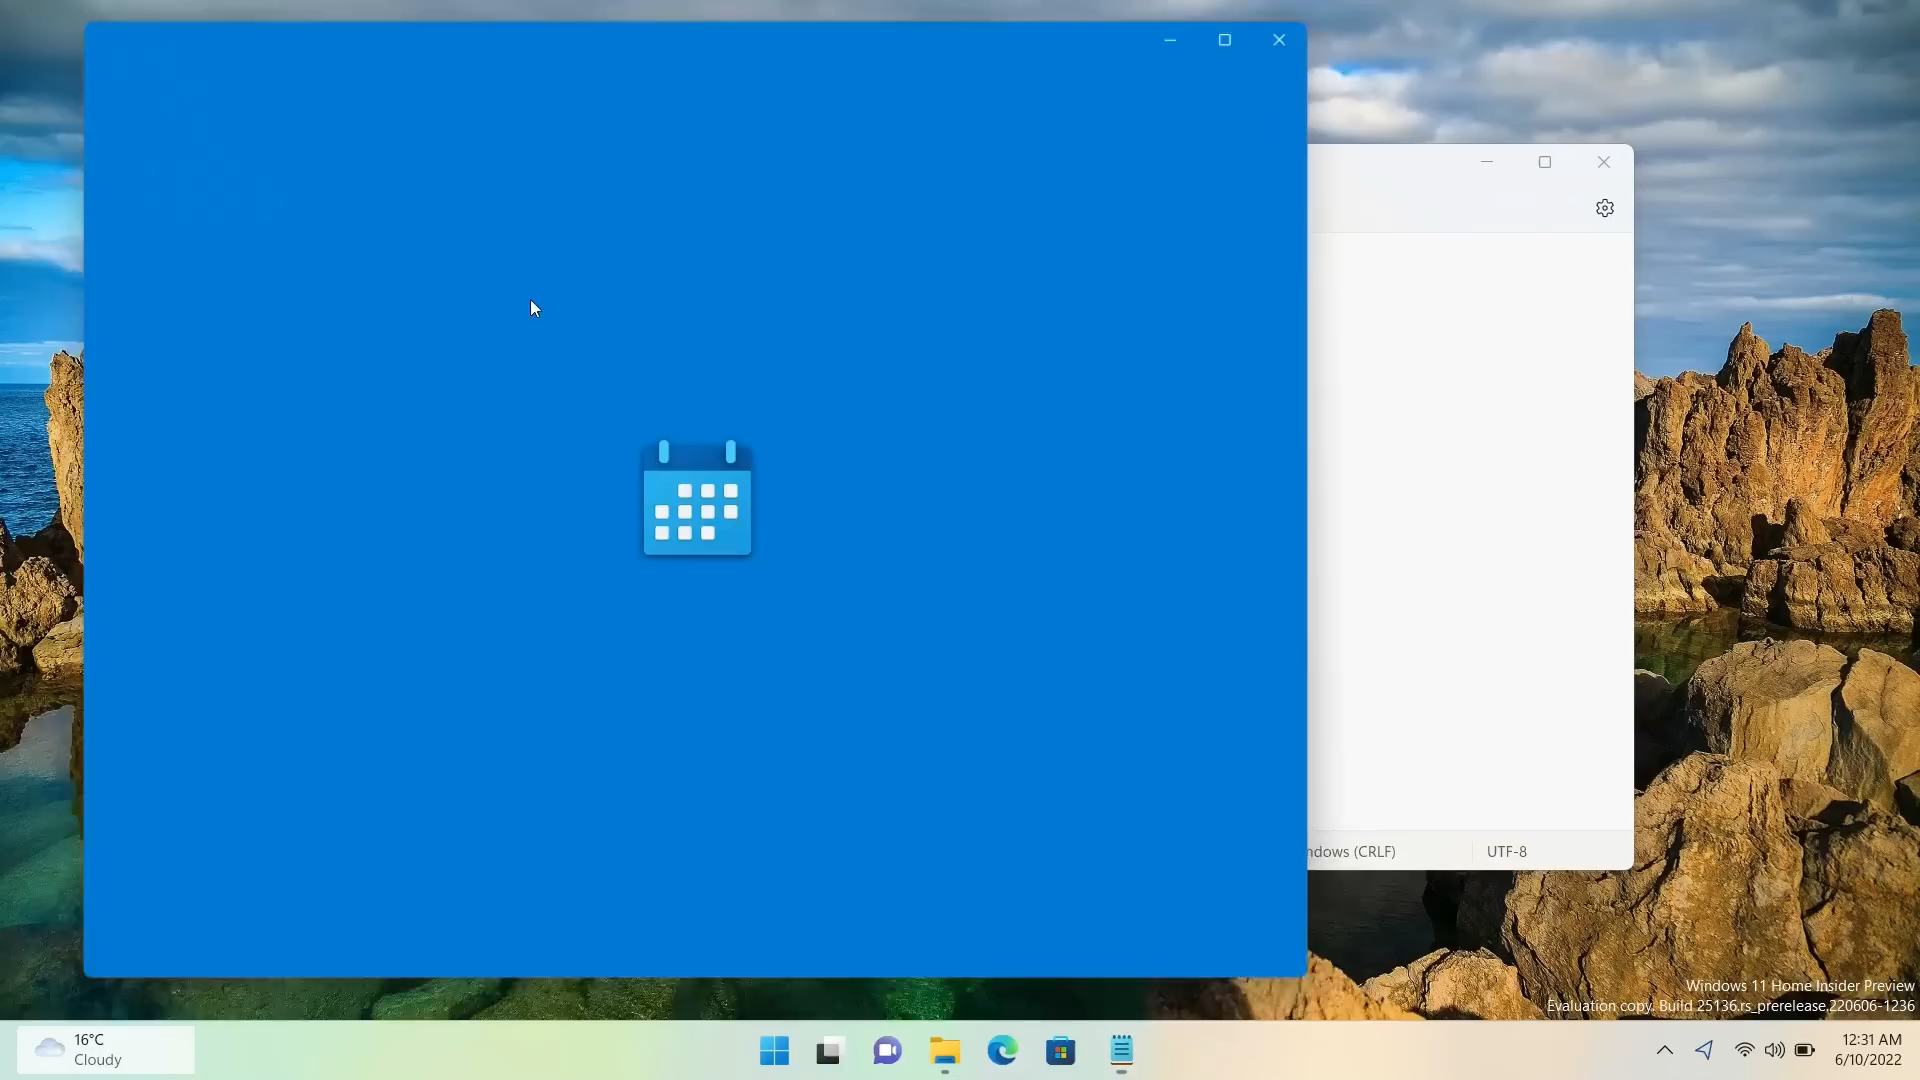 ndows (CRLF)
UTF-8
Windows 11 Home Insider Preview
Evaluation copy. Build 25136.rs_prerelease.220606-1236
16°C
Cloudy
12:31 AM
6/10/2022